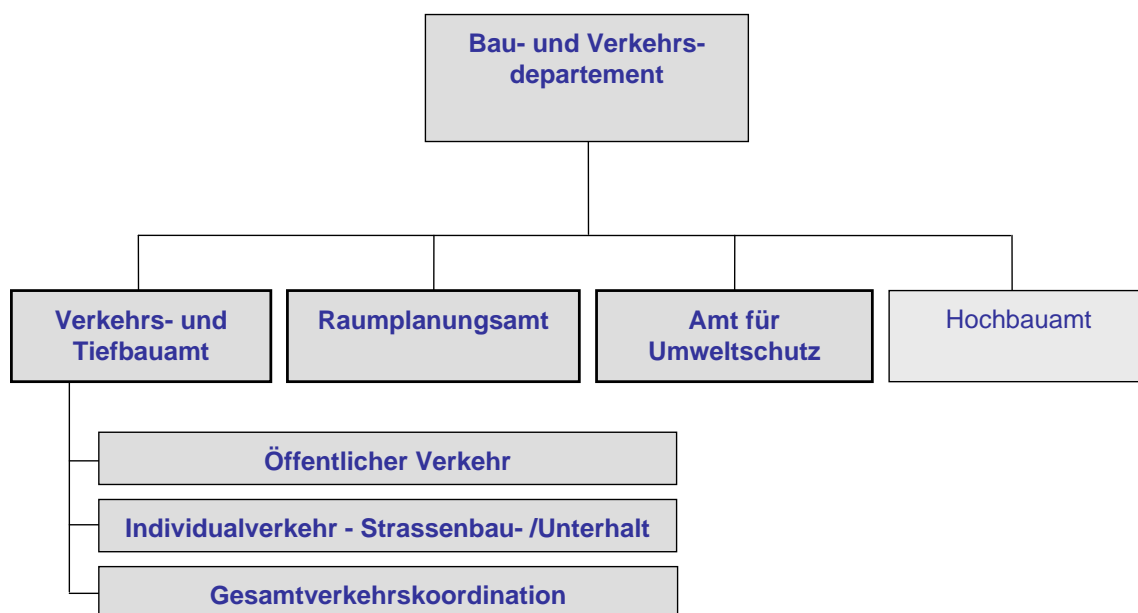 Bau- und Verkehrs-
departement
Verkehrs- und
Tiefbauamt
Raumplanungsamt
Amt für
Umweltschutz
Hochbauamt
Öffentlicher Verkehr
Individualverkehr - Strassenbau- /Unterhalt
Gesamtverkehrskoordination